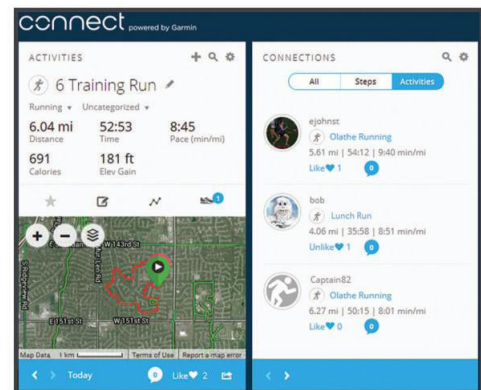 connect powered by Garmin
ACTIVITIES
6 Training Run
Running Uncategorized
6.04 mi 52:53 8:45
Distance Time Pace (min/mi)
691 181 ft
Calories Elev Gain
1
W 143rd St
S Ridgeview Rd
E 151st St W 151st St
Map Data 1 km Terms of Use Report a map error
Today 0 Like 2
CONNECTIONS
All Steps Activities
ejohnst
Olathe Running
5.61 mi | 54:12 | 9:40 min/mi
Like 1 0
bob
Lunch Run
4.06 mi | 35:58 | 8:51 min/mi
Unlike 1 0
Captain82
Olathe Running
6.27 mi | 50:15 | 8:01 min/mi
Like 0 0